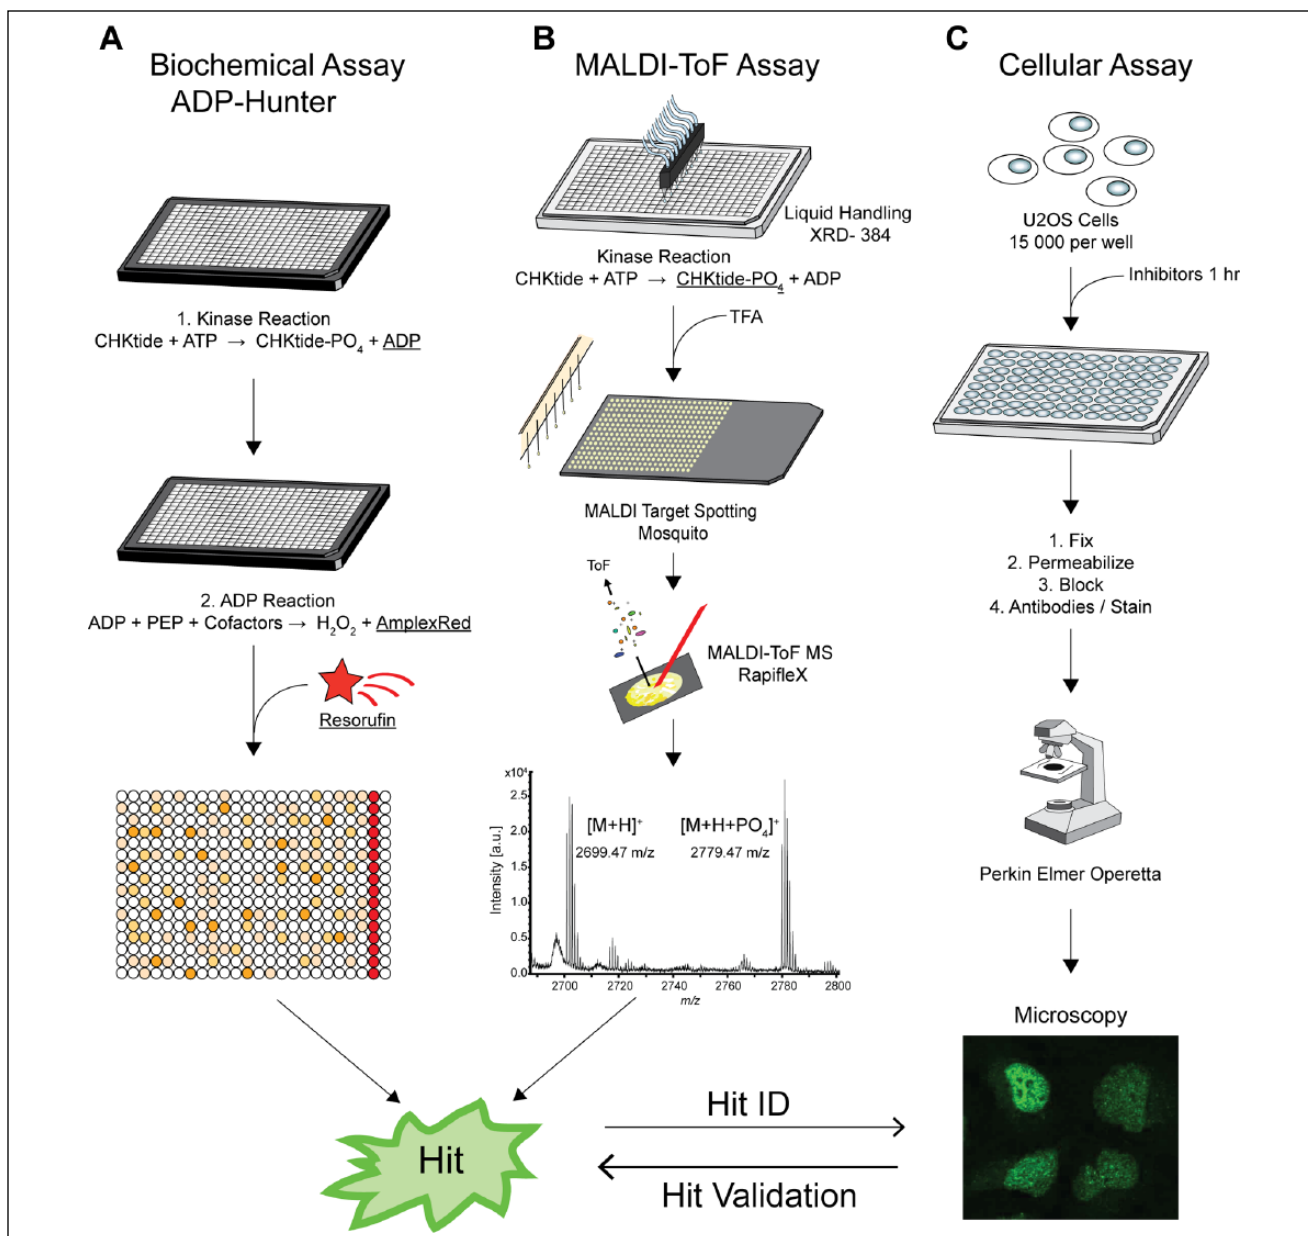 A
Biochemical Assay
ADP-Hunter
1. Kinase Reaction
CHKtide + ATP → CHKtide-PO₄ + ADP
2. ADP Reaction
ADP + PEP + Cofactors → H₂O₂ + AmplexRed
Resorufin
B
MALDI-ToF Assay
Liquid Handling
XRD- 384
Kinase Reaction
CHKtide + ATP → CHKtide-PO₄ + ADP
TFA
MALDI Target Spotting
Mosquito
ToF
MALDI-ToF MS
RapifleX
x10⁴
2.5
2.0
1.5
1.0
0.5
0.0
Intensity [a.u.]
[M+H]⁺
2699.47 m/z
[M+H+PO₄]⁺
2779.47 m/z
2700 2720 2740 2760 2780 2800
m/z
C
Cellular Assay
U2OS Cells
15 000 per well
Inhibitors 1 hr
1. Fix
2. Permeabilize
3. Block
4. Antibodies / Stain
Perkin Elmer Operetta
Microscopy
Hit
Hit ID
Hit Validation